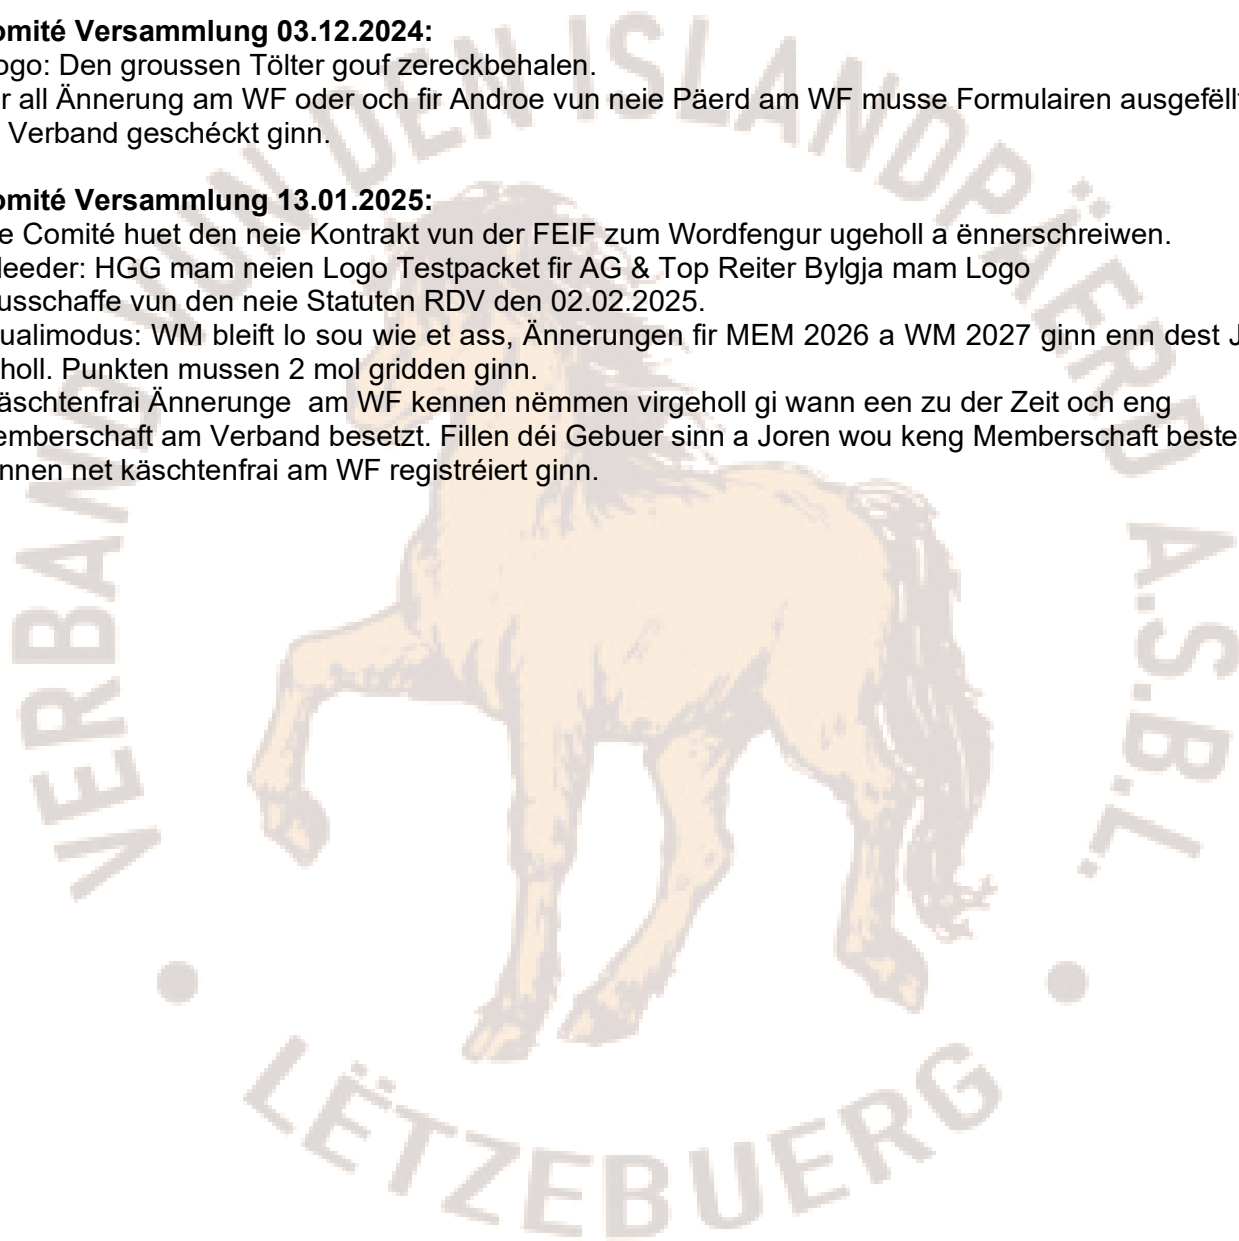 omité Versammlung 03.12.2024:
ogo: Den groussen Tölter gouf zereckbehalen.
r all Ännerung am WF oder och fir Androe vun neie Päerd am WF musse Formulairen ausgefëllt
Verband geschéckt ginn.
omité Versammlung 13.01.2025:
e Comité huet den neie Kontrakt vun der FEIF zum Wordfengur ugeholl a ënnerschreiwen.
leeder: HGG mam neien Logo Testpacket fir AG & Top Reiter Bylgja mam Logo
usschaffe vun den neie Statuten RDV den 02.02.2025.
ualimodus: WM bleift lo sou wie et ass, Ännerungen fir MEM 2026 a WM 2027 ginn enn dest J
holl. Punkten mussen 2 mol gridden ginn.
äschtenfrai Ännerunge  am WF kennen nëmmen virgeholl gi wann een zu der Zeit och eng
emberschaft am Verband besetzt. Fillen déi Gebuer sinn a Joren wou keng Memberschaft beste
nnen net käschtenfrai am WF registréiert ginn.
VERBAND VUN DEN ISLANDPÄERD A.S.B.L.
LËTZEBUERG